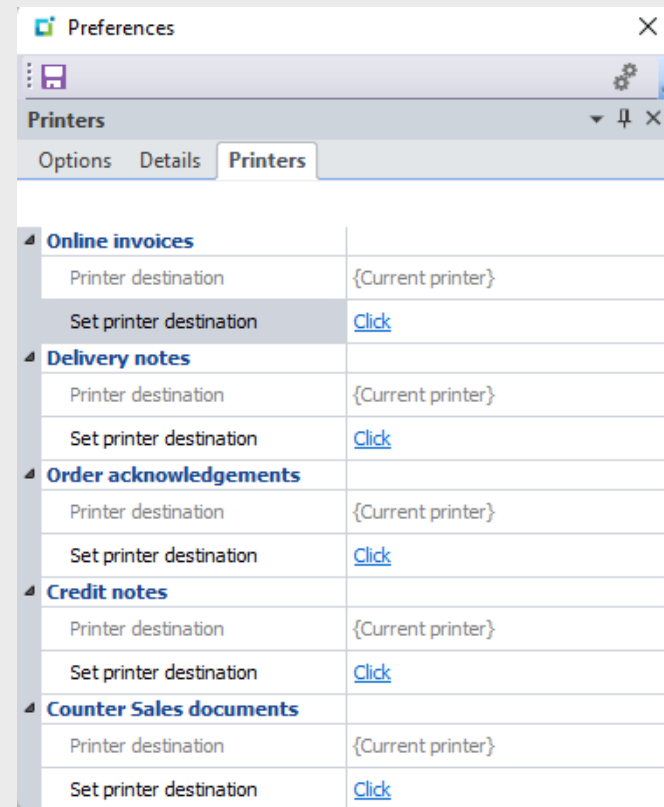 Preferences
Printers
Options Details Printers
Online invoices
Printer destination {Current printer}
Set printer destination Click
Delivery notes
Printer destination {Current printer}
Set printer destination Click
Order acknowledgements
Printer destination {Current printer}
Set printer destination Click
Credit notes
Printer destination {Current printer}
Set printer destination Click
Counter Sales documents
Printer destination {Current printer}
Set printer destination Click